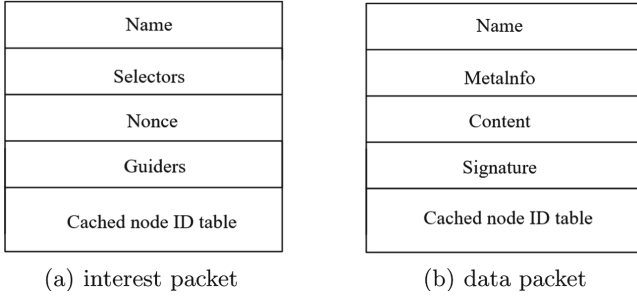 Name
Selectors
Nonce
Guiders
Cached node ID table
(a) interest packet
Name
MetaInfo
Content
Signature
Cached node ID table
(b) data packet